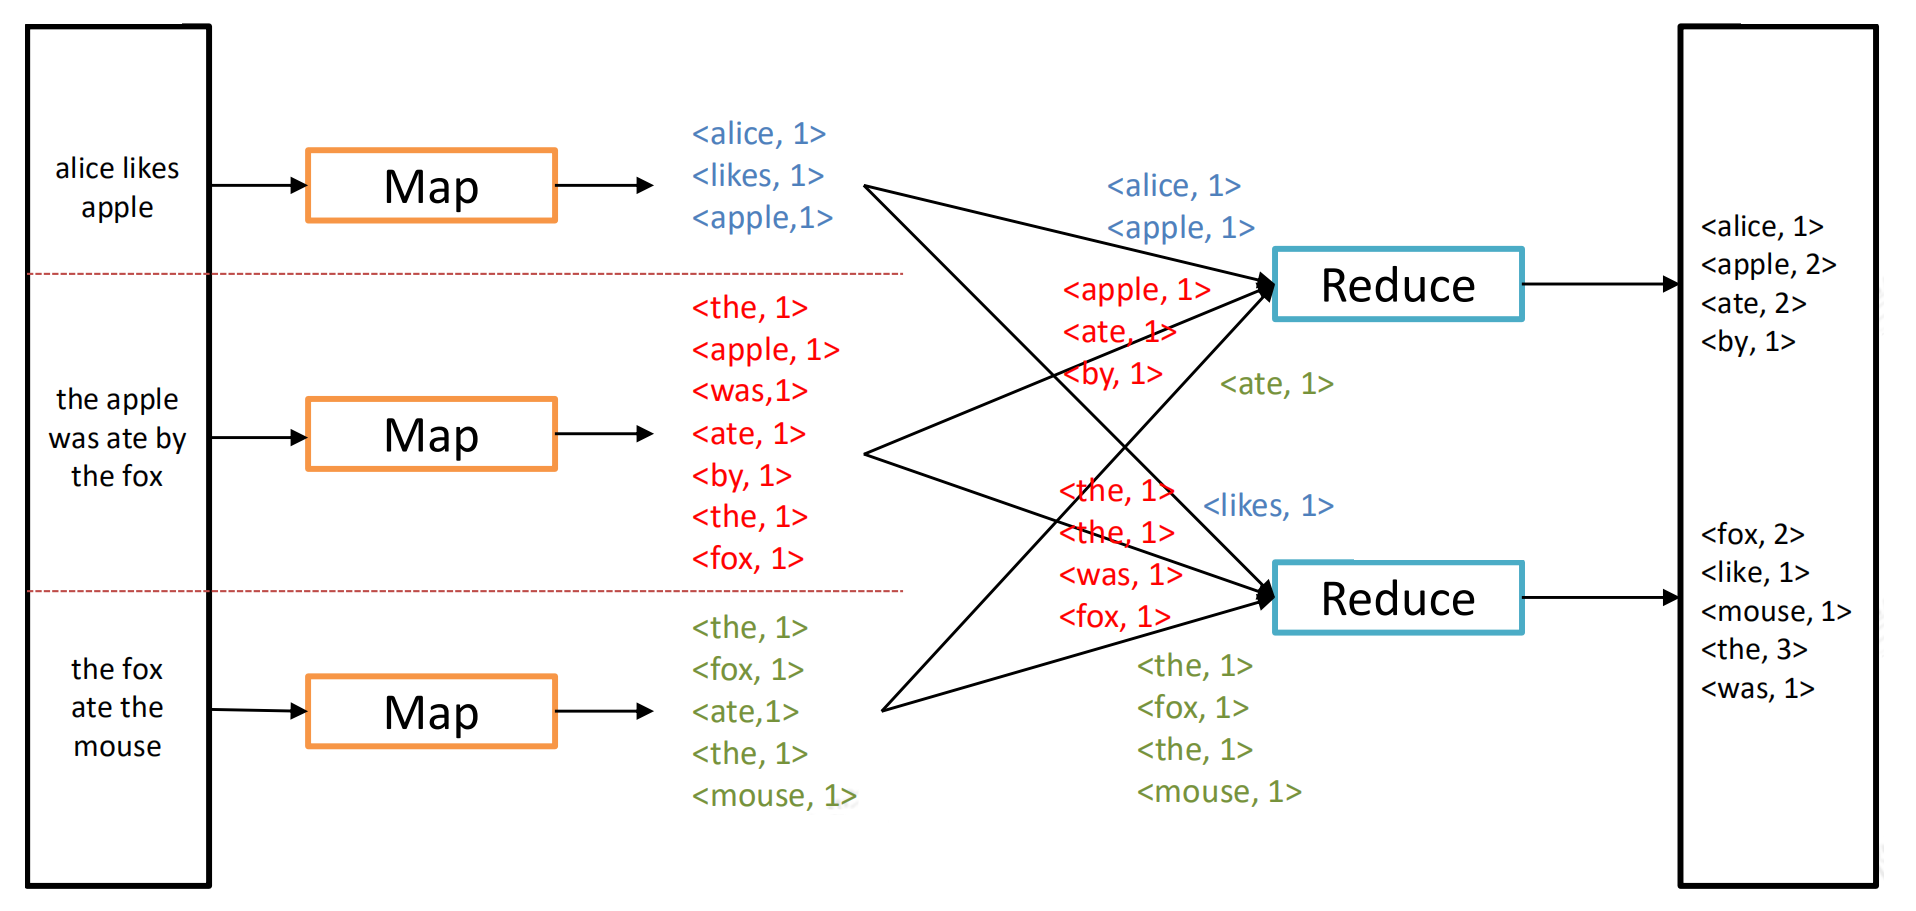 alice likes
apple
the apple
was ate by
the fox
the fox
ate the
mouse
Map
Map
Map
<alice, 1>
<likes, 1>
<apple,1>
<the, 1>
<apple, 1>
<was,1>
<ate, 1>
<by, 1>
<the, 1>
<fox, 1>
<the, 1>
<fox, 1>
<ate,1>
<the, 1>
<mouse, 1>
<alice, 1>
<apple, 1>
<apple, 1>
<ate, 1>
<by, 1>
<ate, 1>
<the, 1>
<the, 1>
<was, 1>
<fox, 1>
<likes, 1>
<the, 1>
<fox, 1>
<the, 1>
<mouse, 1>
Reduce
Reduce
<alice, 1>
<apple, 2>
<ate, 2>
<by, 1>
<fox, 2>
<like, 1>
<mouse, 1>
<the, 3>
<was, 1>